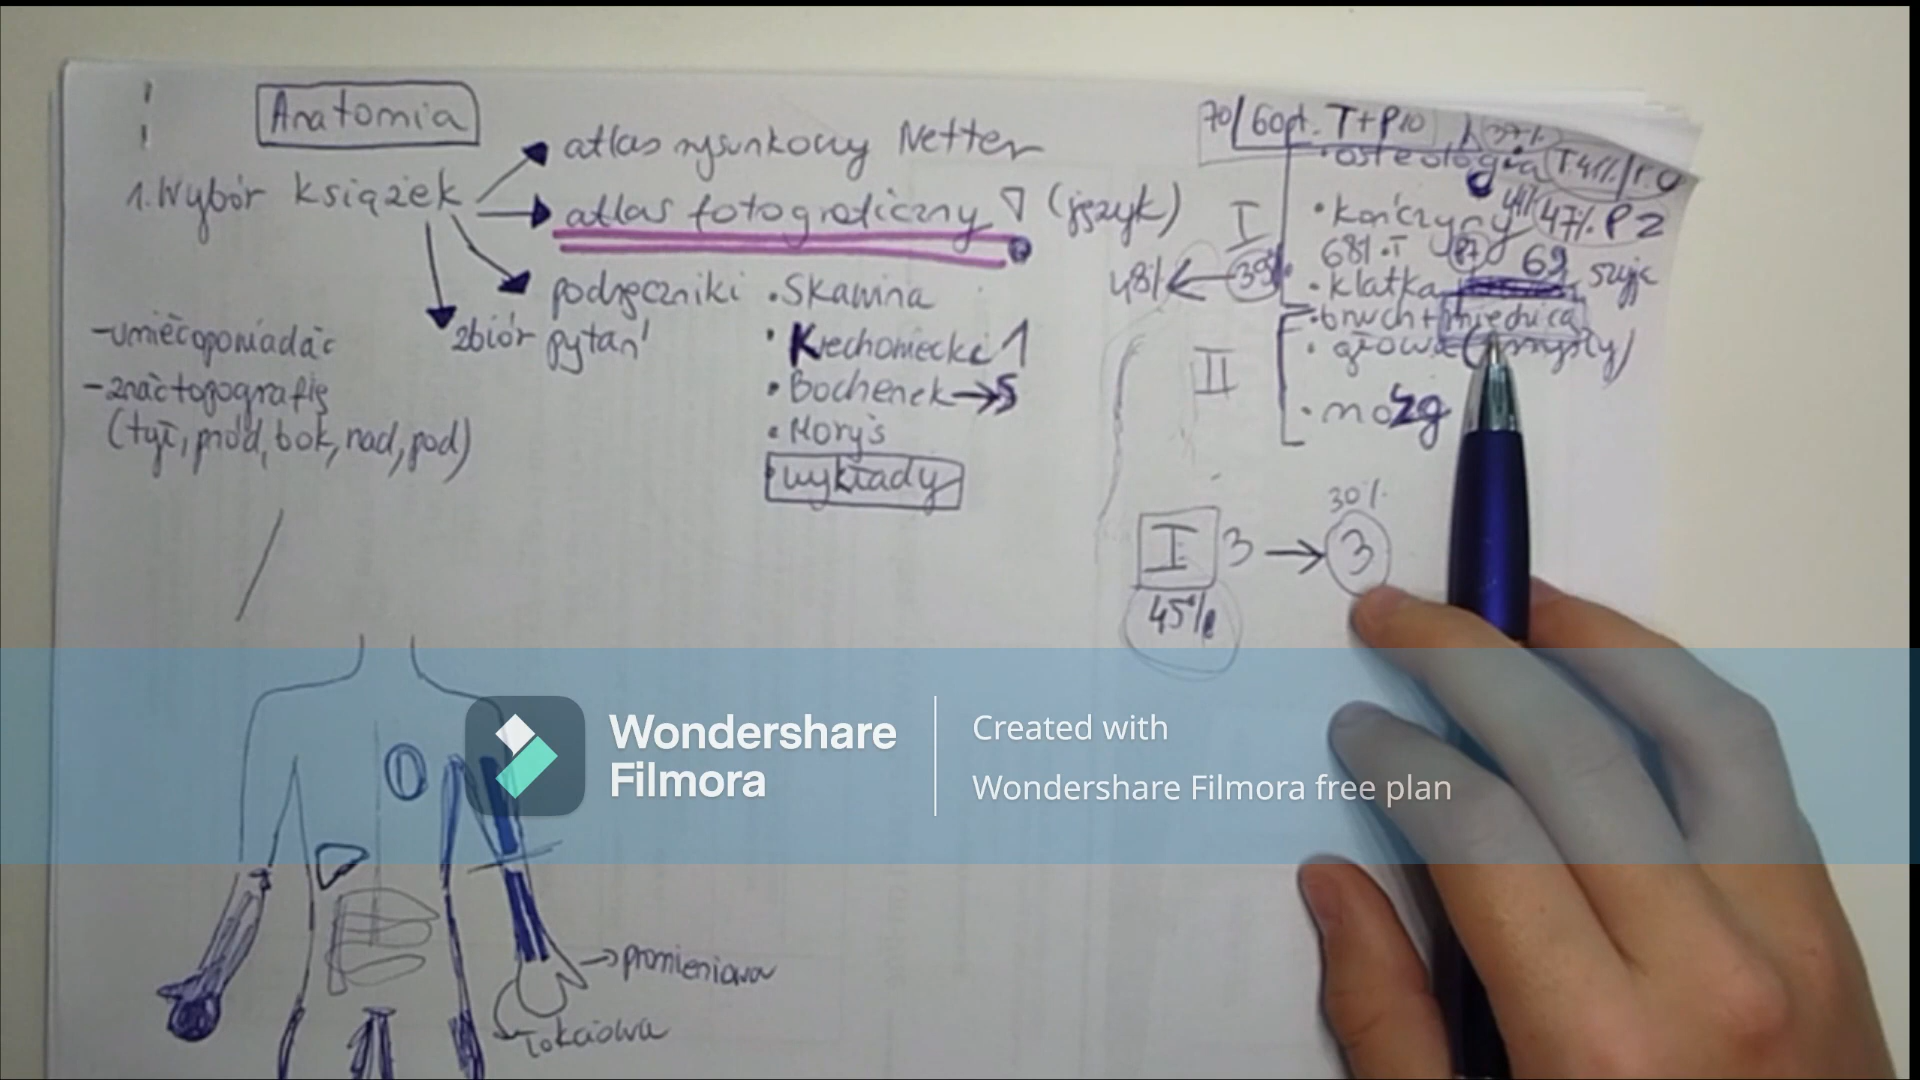 Anatomia
1. Wybór książek
atlas rysunkowy Netter
atlas fotograficzny (język)
podręczniki
• Skawina
• Krechowiecki 1
• Bochenek → 5
• Moryś
wykłady
zbiór pytań
- umieć opowiadać
- znać topografię
(tył, przód, bok, nad, pod)
70/60pt. T+P10
• osteologia
I
• kończyny 47%. P2
68%. T 69
48% ←
• klatka szyję
II
• brzuch + miednica
• głowa
• mózg
30%
I 3 → 3
45%
promieniowa
łokciowa
Wondershare
Filmora
Created with
Wondershare Filmora free plan